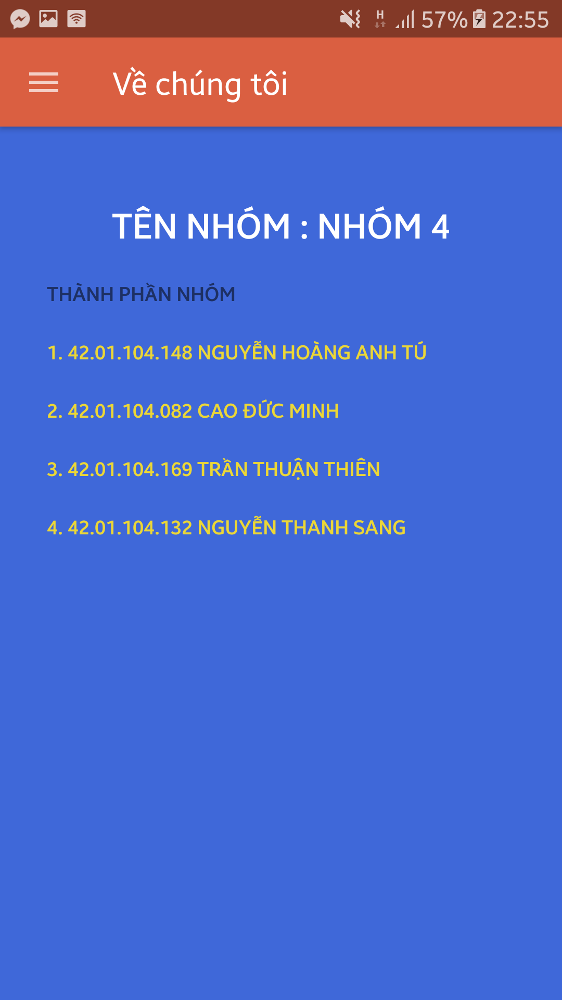 H 57% 22:55
Về chúng tôi
TÊN NHÓM : NHÓM 4
THÀNH PHẦN NHÓM
1. 42.01.104.148 NGUYỄN HOÀNG ANH TÚ
2. 42.01.104.082 CAO ĐỨC MINH
3. 42.01.104.169 TRẦN THUẬN THIÊN
4. 42.01.104.132 NGUYỄN THANH SANG